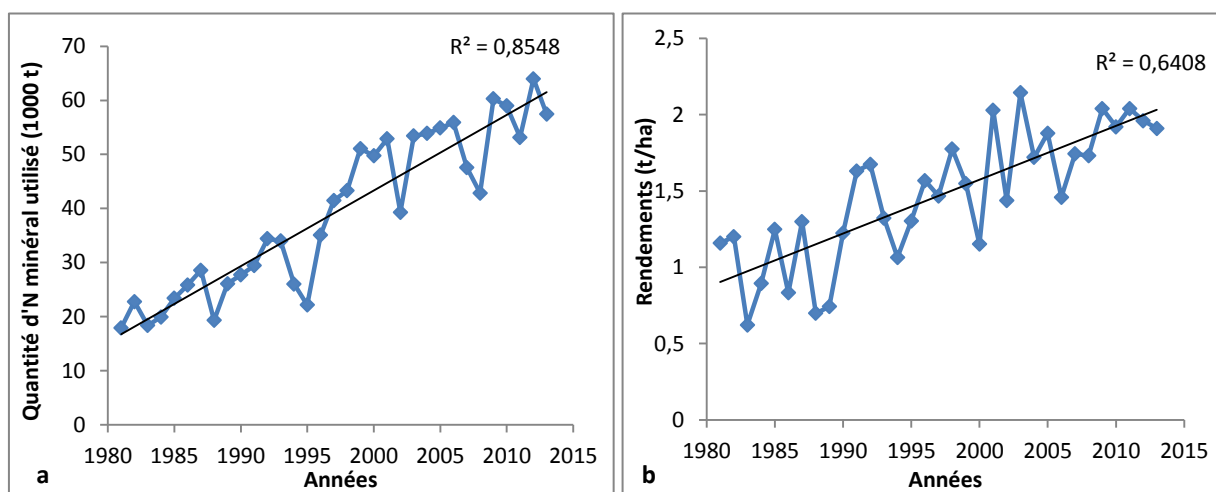 R² = 0,8548
Quantité d'N minéral utilisé (1000 t)
70
60
50
40
30
20
10
0
1980 1985 1990 1995 2000 2005 2010 2015
Années
a
R² = 0,6408
Rendements (t/ha)
2,5
2
1,5
1
0,5
0
1980 1985 1990 1995 2000 2005 2010 2015
Années
b